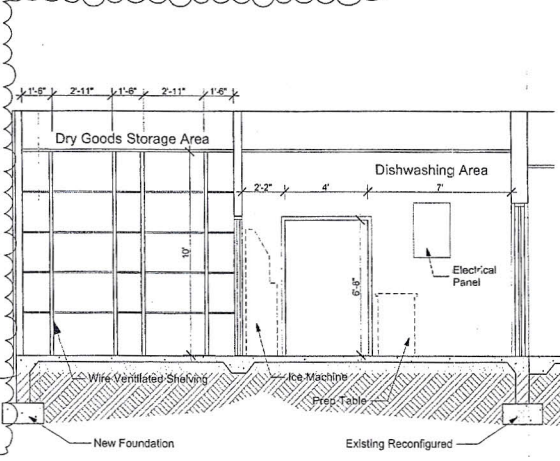 1'-6" 2'-11" 1'-6" 2'-11" 1'-6"
Dry Goods Storage Area
Dishwashing Area
2'-2" 4' 7'
10'
6'-8"
Electrical
Panel
Wire Ventilated Shelving
Ice Machine
Prep Table
New Foundation
Existing Reconfigured